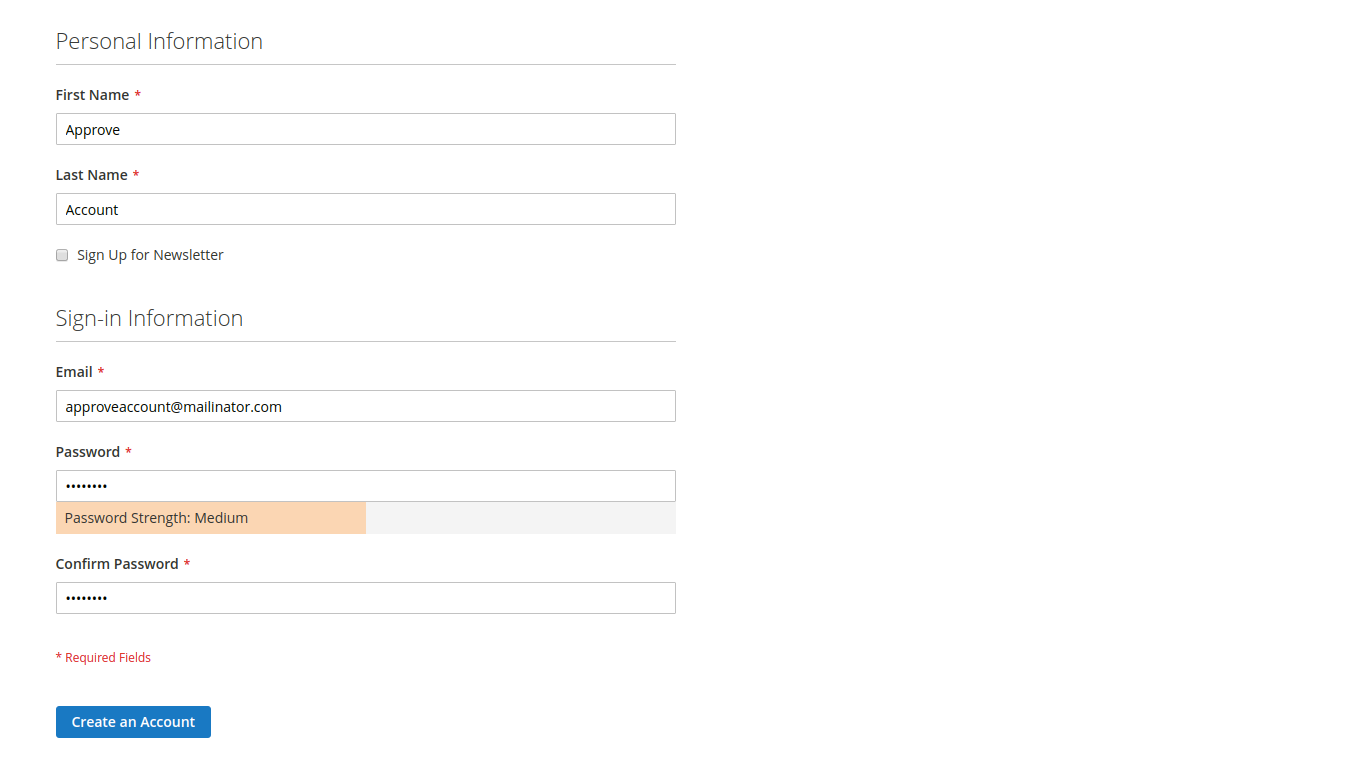 Personal Information
First Name *
Approve
Last Name *
Account
Sign Up for Newsletter
Sign-in Information
Email *
approveaccount@mailinator.com
Password *
••••••••
Password Strength: Medium
Confirm Password *
••••••••
* Required Fields
Create an Account